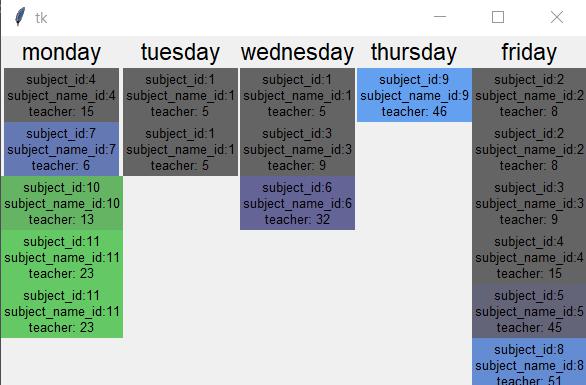 tk
monday
tuesday
wednesday
thursday
friday
subject_id:4
subject_name_id:4
teacher: 15
subject_id:7
subject_name_id:7
teacher: 6
subject_id:10
subject_name_id:10
teacher: 13
subject_id:11
subject_name_id:11
teacher: 23
subject_id:11
subject_name_id:11
teacher: 23
subject_id:1
subject_name_id:1
teacher: 5
subject_id:1
subject_name_id:1
teacher: 5
subject_id:1
subject_name_id:1
teacher: 5
subject_id:3
subject_name_id:3
teacher: 9
subject_id:6
subject_name_id:6
teacher: 32
subject_id:9
subject_name_id:9
teacher: 46
subject_id:2
subject_name_id:2
teacher: 8
subject_id:2
subject_name_id:2
teacher: 8
subject_id:3
subject_name_id:3
teacher: 9
subject_id:4
subject_name_id:4
teacher: 15
subject_id:5
subject_name_id:5
teacher: 45
subject_id:8
subject_name_id:8
teacher: 51